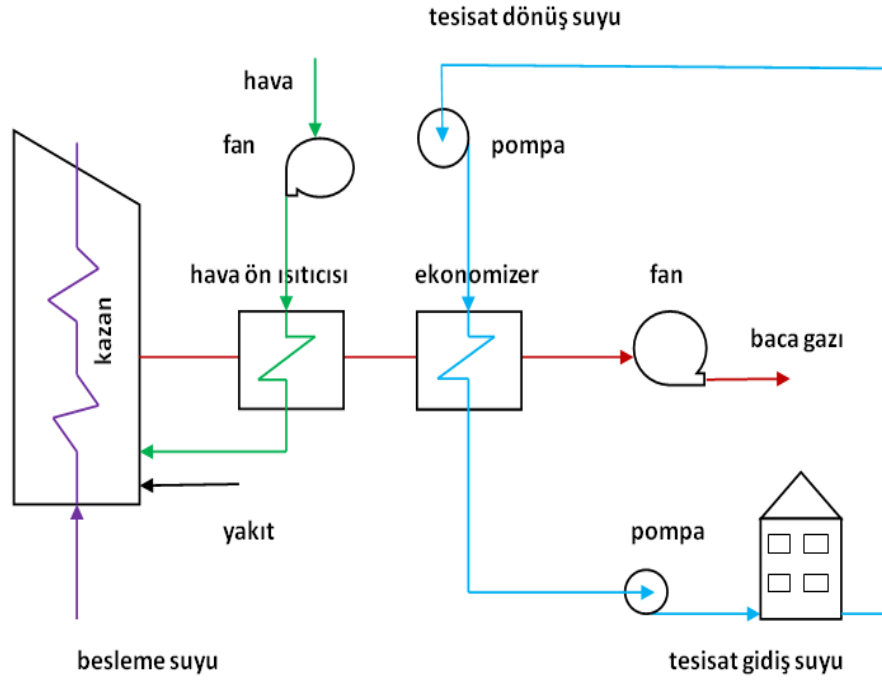 tesisat dönüş suyu
hava
fan
pompa
hava ön ısıtıcısı
ekonomizer
fan
kazan
baca gazı
yakıt
pompa
besleme suyu
tesisat gidiş suyu